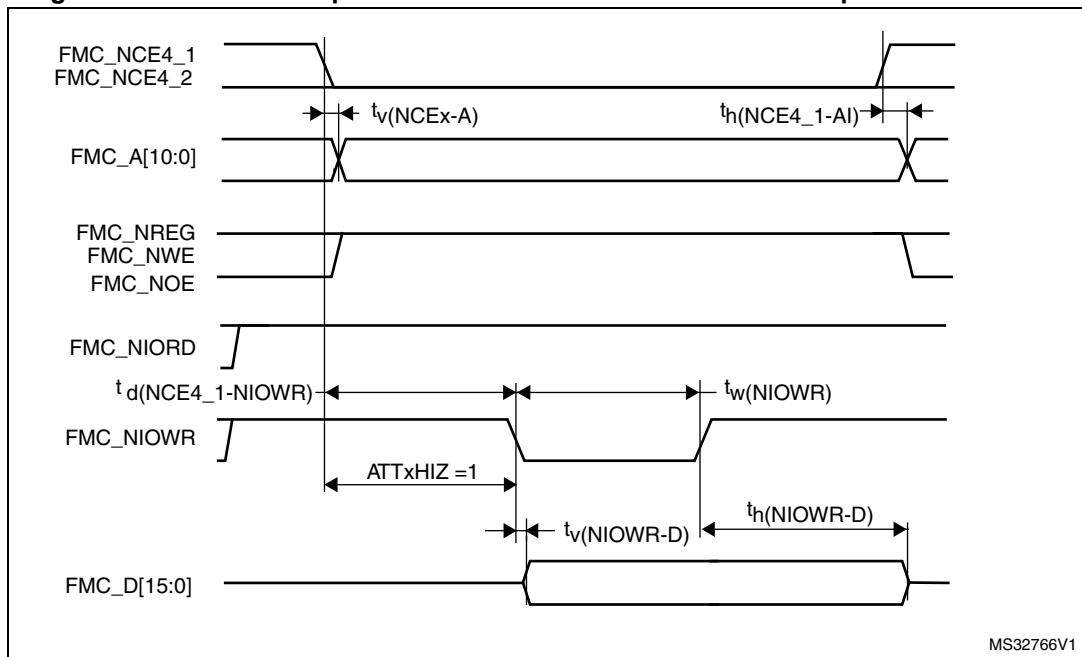 FMC_NCE4_1
FMC_NCE4_2
tv(NCEx-A)
th(NCE4_1-AI)
FMC_A[10:0]
FMC_NREG
FMC_NWE
FMC_NOE
FMC_NIORD
td(NCE4_1-NIOWR)
tw(NIOWR)
FMC_NIOWR
ATTxHIZ =1
th(NIOWR-D)
tv(NIOWR-D)
FMC_D[15:0]
MS32766V1